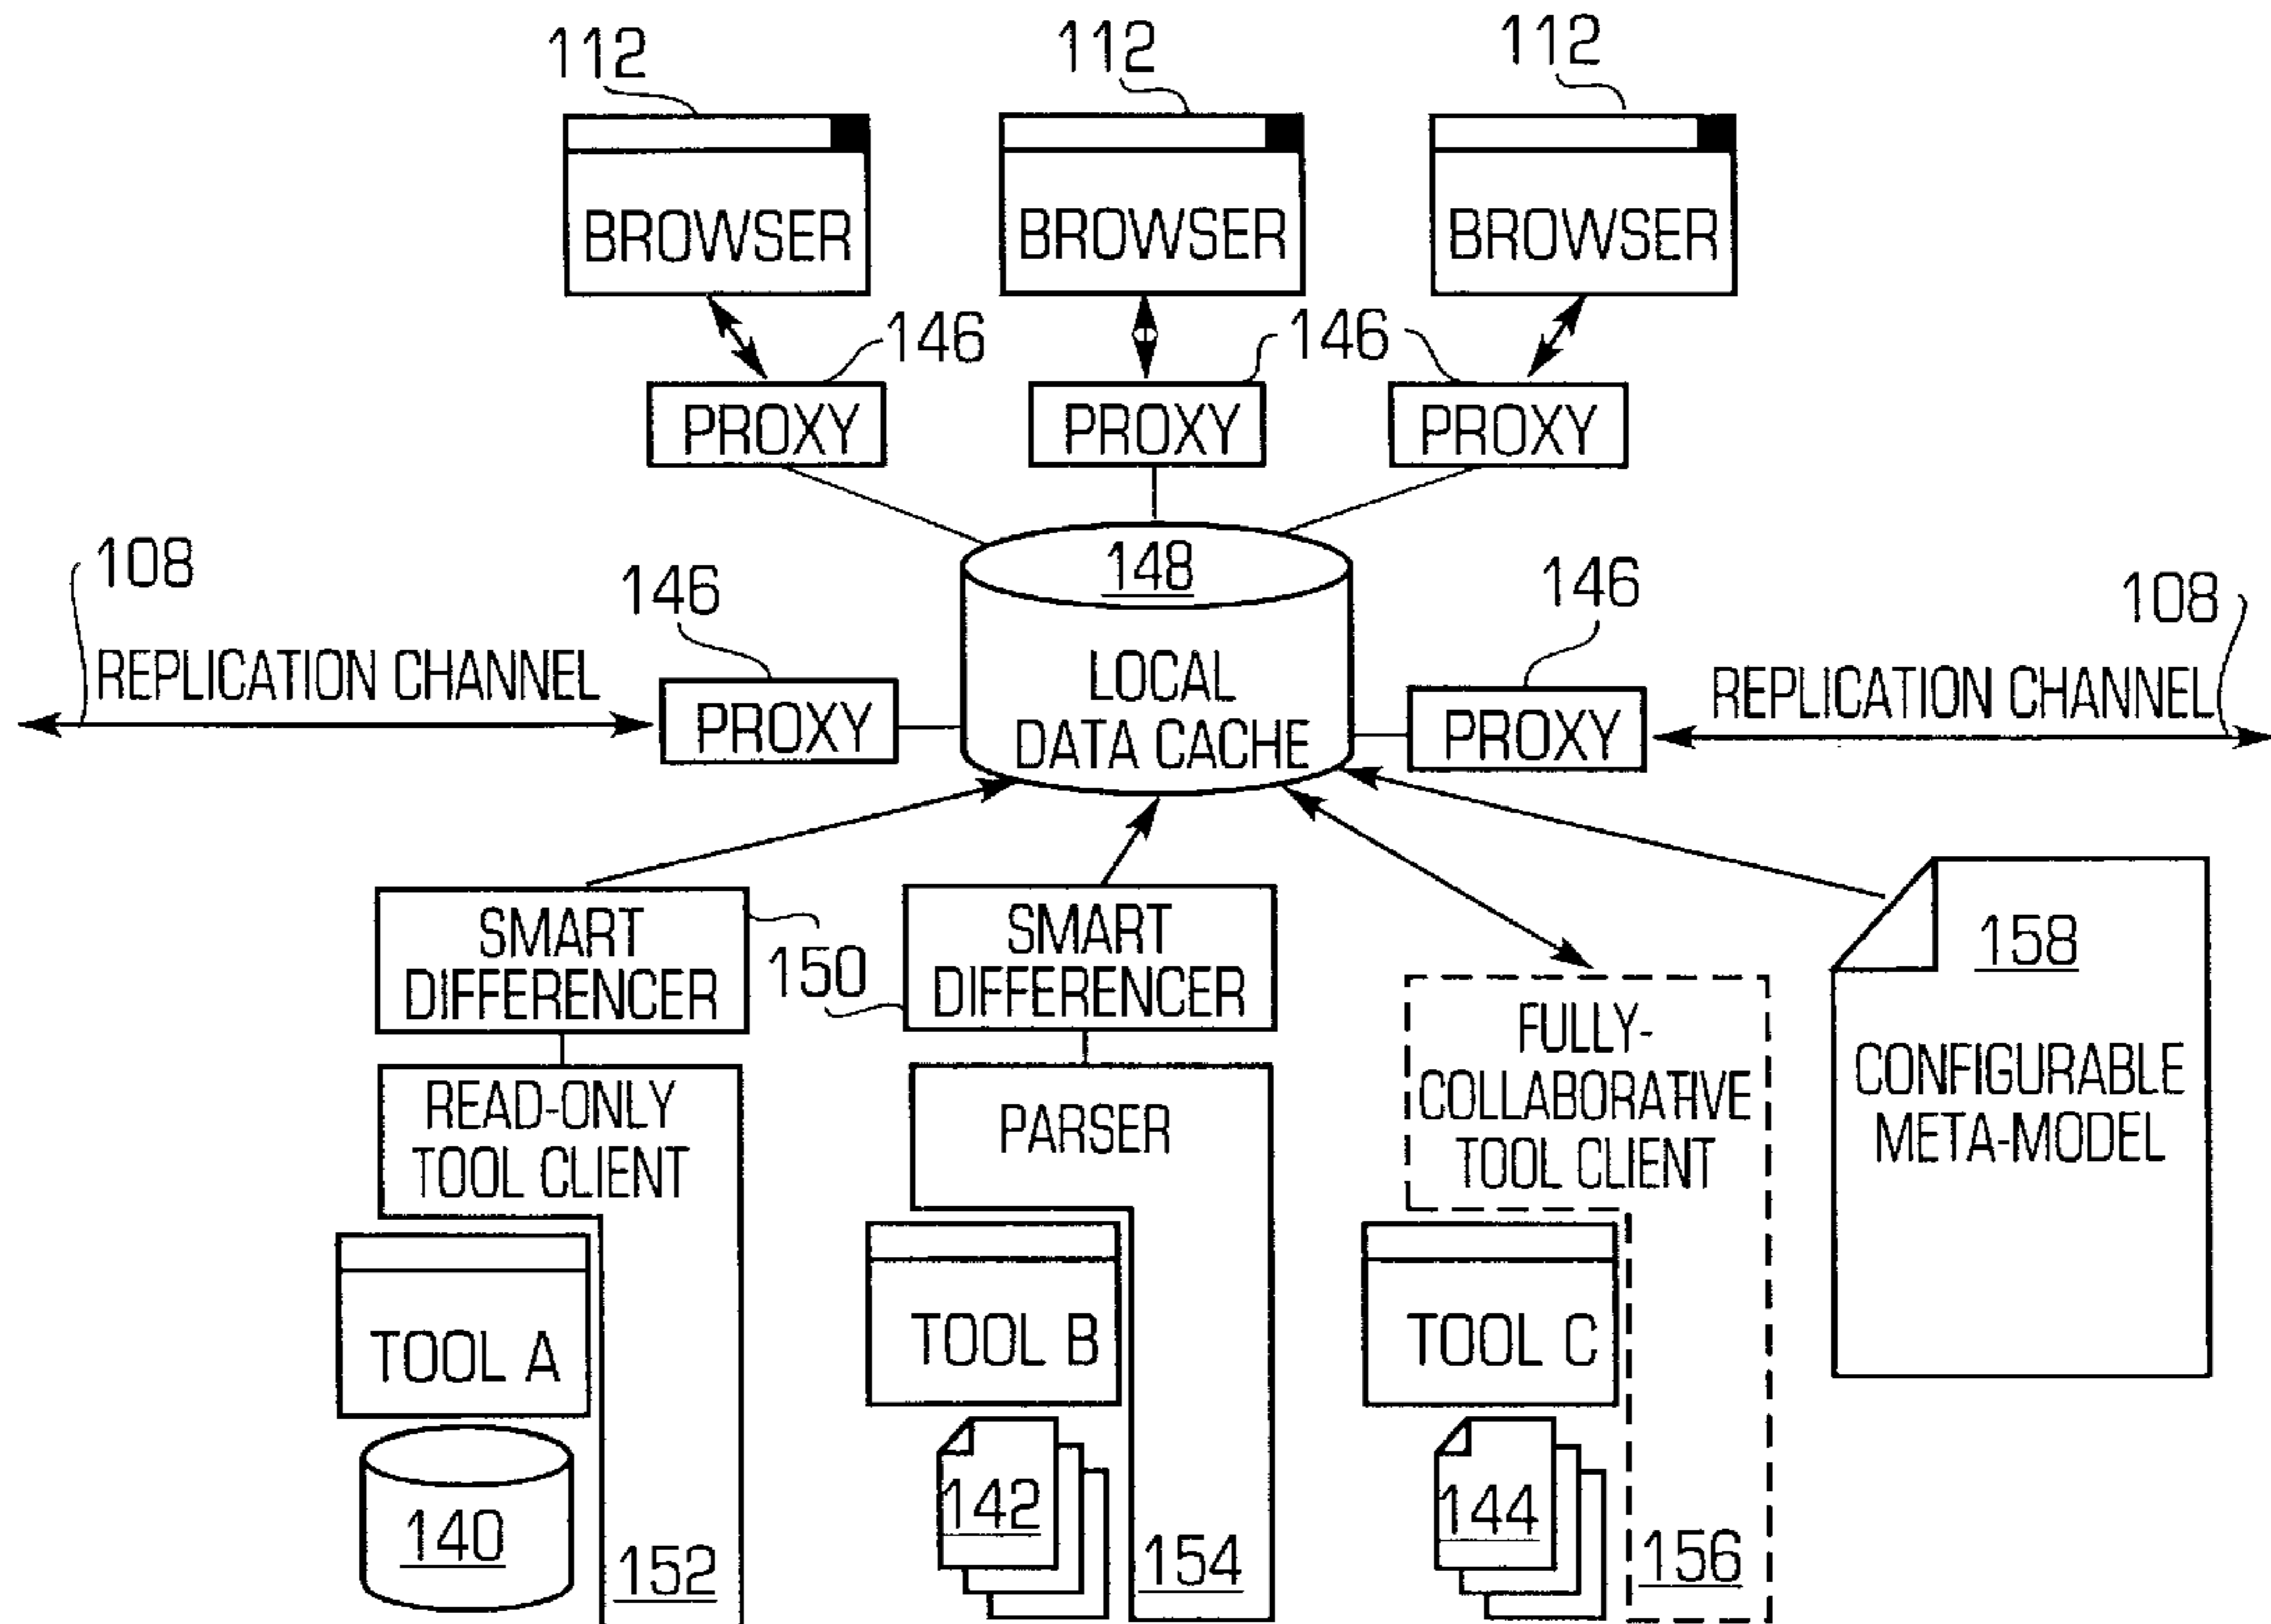 112
112
112
BROWSER
BROWSER
BROWSER
146
146
PROXY
PROXY
PROXY
108
146
148
146
108
REPLICATION CHANNEL
PROXY
LOCAL
DATA CACHE
PROXY
REPLICATION CHANNEL
SMART
DIFFERENCER
150
SMART
DIFFERENCER
158
CONFIGURABLE
META-MODEL
READ-ONLY
TOOL CLIENT
PARSER
FULLY-
COLLABORATIVE
TOOL CLIENT
TOOL A
TOOL B
TOOL C
140
152
142
154
144
156